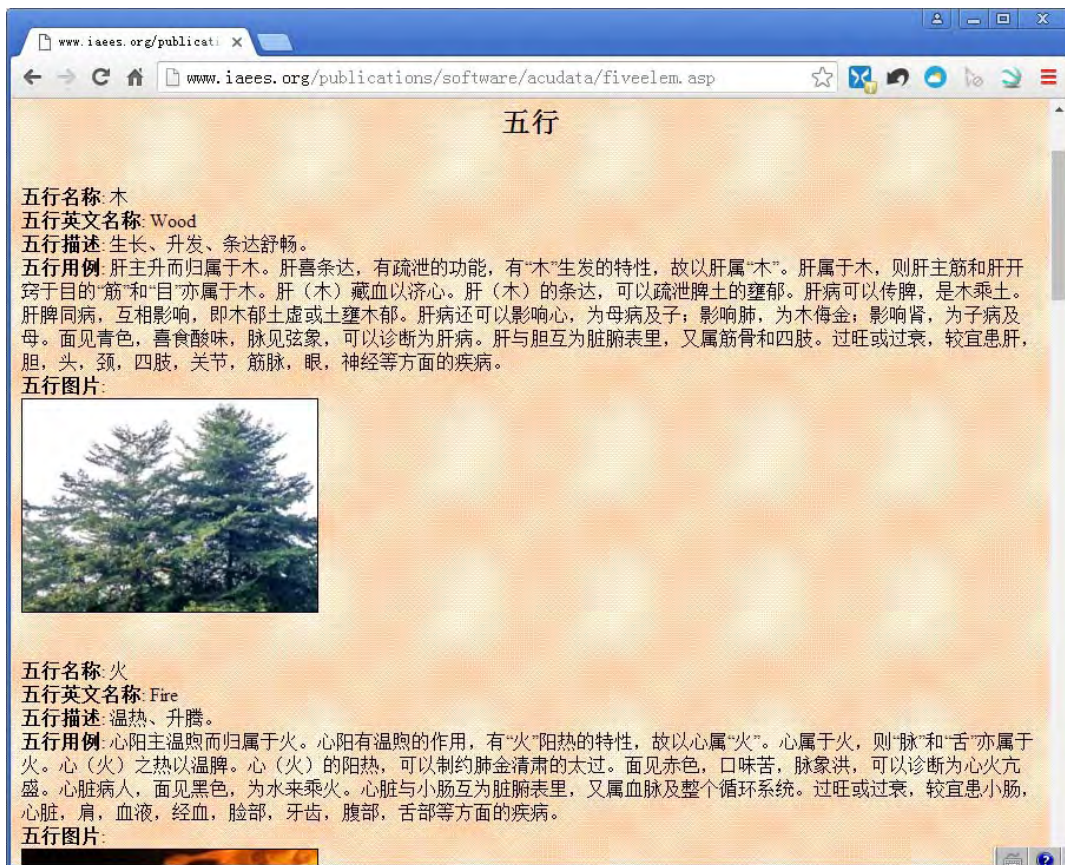 www.iaees.org/publicati
www.iaees.org/publications/software/acudata/fiveelem.asp
五行
五行名称: 木
五行英文名称: Wood
五行描述: 生长、升发、条达舒畅。
五行用例: 肝主升而归属于木。肝喜条达，有疏泄的功能，有“木”生发的特性，故以肝属“木”。肝属于木，则肝主筋和肝开
窍于目的“筋”和“目”亦属于木。肝（木）藏血以济心。肝（木）的条达，可以疏泄脾土的壅郁。肝病可以传脾，是木乘土。
肝脾同病，互相影响，即木郁土虚或土壅木郁。肝病还可以影响心，为母病及子；影响肺，为木侮金；影响肾，为子病及
母。面见青色，喜食酸味，脉见弦象，可以诊断为肝病。肝与胆互为脏腑表里，又属筋骨和四肢。过旺或过衰，较宜患肝，
胆，头，颈，四肢，关节，筋脉，眼，神经等方面的疾病。
五行图片:
五行名称: 火
五行英文名称: Fire
五行描述: 温热、升腾。
五行用例: 心阳主温煦而归属于火。心阳有温煦的作用，有“火”阳热的特性，故以心属“火”。心属于火，则“脉”和“舌”亦属于
火。心（火）之热以温脾。心（火）的阳热，可以制约肺金清肃的太过。面见赤色，口味苦，脉象洪，可以诊断为心火亢
盛。心脏病人，面见黑色，为水来乘火。心脏与小肠互为脏腑表里，又属血脉及整个循环系统。过旺或过衰，较宜患小肠，
心脏，肩，血液，经血，脸部，牙齿，腹部，舌部等方面的疾病。
五行图片: